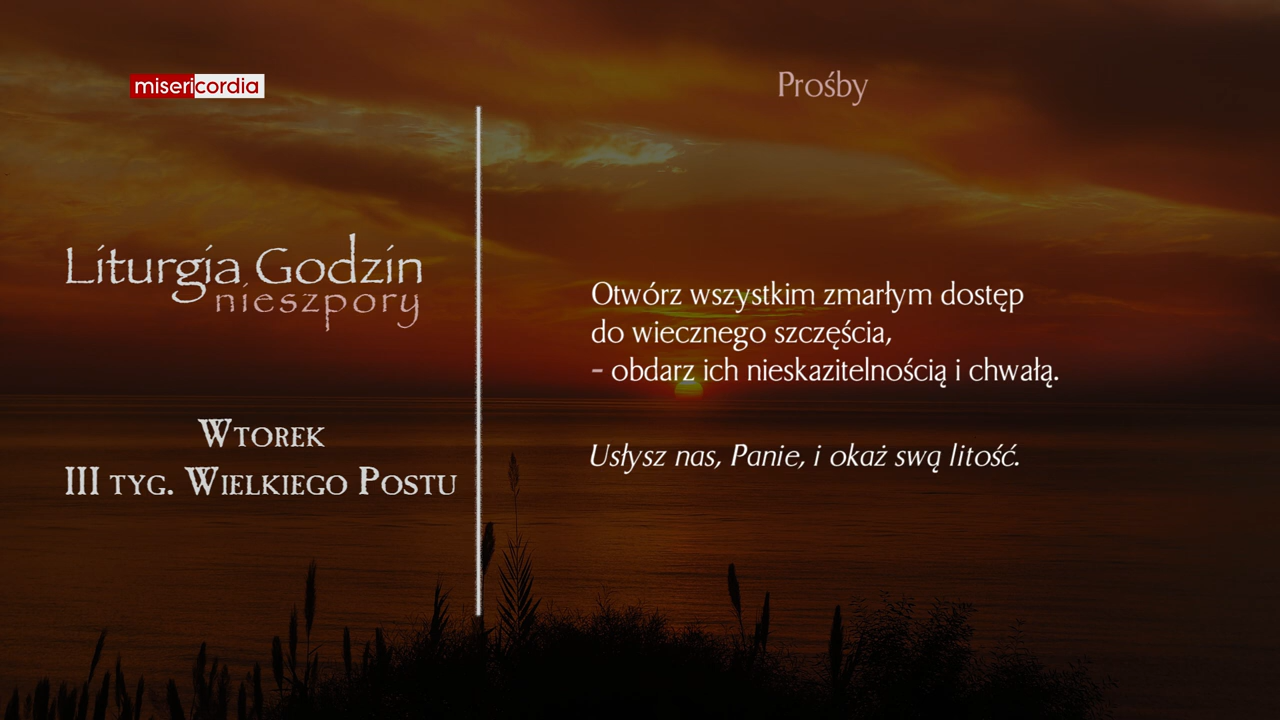 misericordia
Liturgia Godzin
nieszpory
Wtorek
III tyg. Wielkiego Postu
Prośby
Otwórz wszystkim zmarłym dostęp
do wiecznego szczęścia,
- obdarz ich nieskazitelnością i chwałą.
Usłysz nas, Panie, i okaż swą litość.